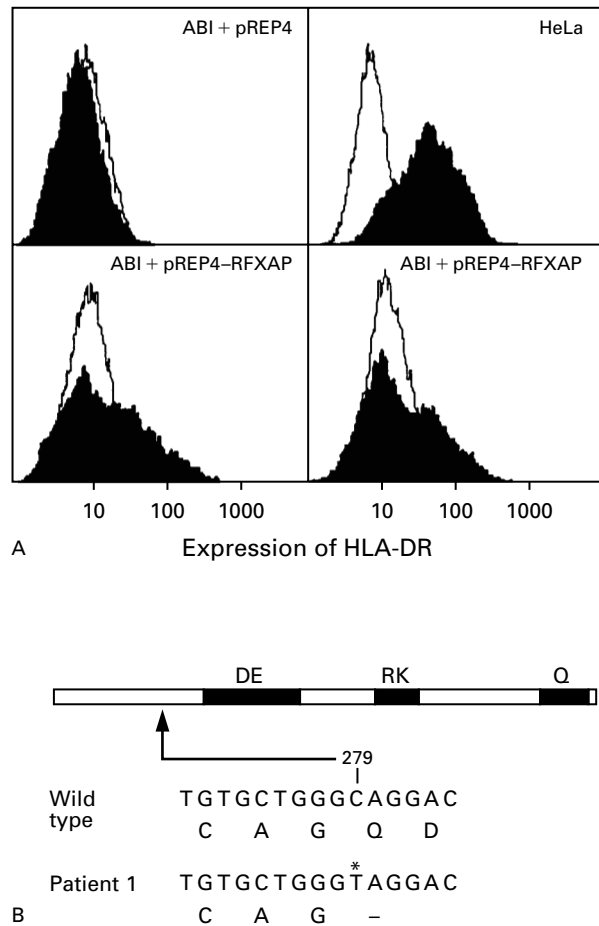 ABI + pREP4
HeLa
ABI + pREP4–RFXAP
ABI + pREP4–RFXAP
10 100 1000
10 100 1000
A
Expression of HLA-DR
DE RK Q
279
Wild type
TGTGCTGGGCAGGAC
C A G Q D
*
Patient 1
TGTGCTGGGTAGGAC
C A G –
B